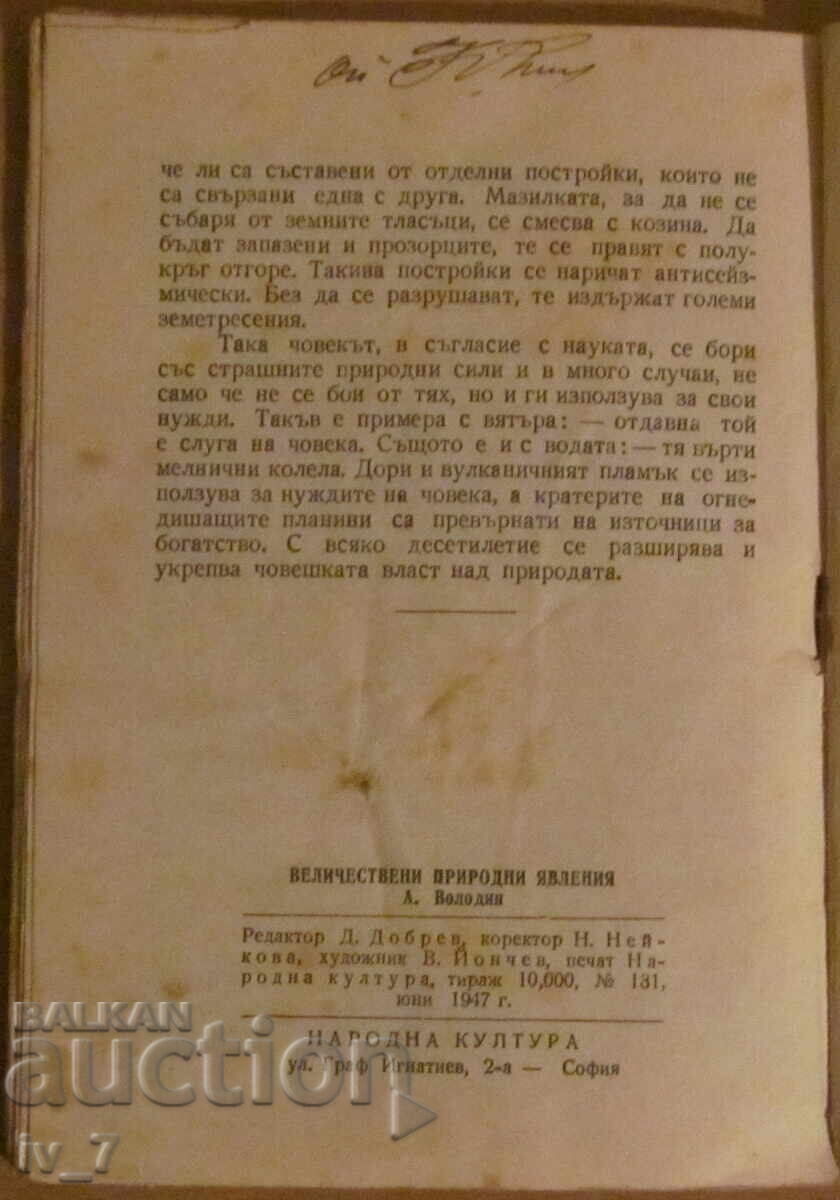 че ли са съставени от отделни постройки, които не
са свързани една с друга. Мазилката, за да не се
събаря от земните тласъци, се смесва с козина. Да
бъдат запазени и прозорците, те се правят с полу-
кръг отгоре. Такива постройки се наричат антисейз-
мически. Без да се разрушават, те издържат големи
земетресения.
Така човекът, в съгласие с науката, се бори
със страшните природни сили и в много случаи, не
само че не се бои от тях, но и ги използува за свои
нужди. Такъв е примера с вятъра: — отдавна той
е слуга на човека. Същото е и с водата: — тя върти
мелнични колела. Дори и вулканичният пламък се из-
ползува за нуждите на човека, а кратерите на огне-
дишащите планини са превърнати на източници за
богатство. С всяко десетилетие се разширява и
укрепва човешката власт над природата.
ВЕЛИЧЕСТВЕНИ ПРИРОДНИ ЯВЛЕНИЯ
А. Володин
Редактор Д. Добрев, коректор Н. Ней-
кова, художник В. Йончев, печат На-
родна култура, тираж 10,000, № 131,
юни 1947 г.
НАРОДНА КУЛТУРА
ул. Граф Игнатиев, 2-а — София
BALKAN
auction
iv_7